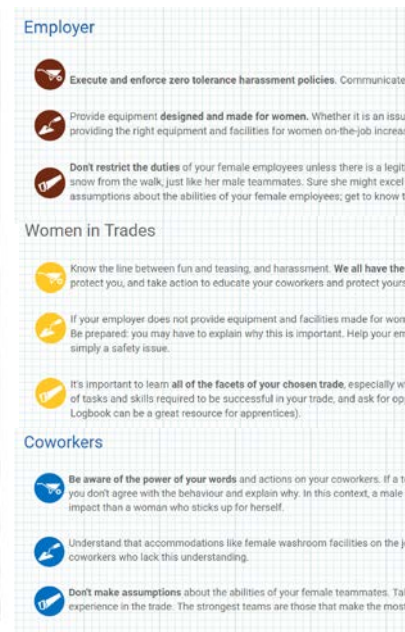 Employer
Execute and enforce zero tolerance harassment policies. Communicate
Provide equipment designed and made for women. Whether it is an issu
providing the right equipment and facilities for women on-the-job increas
Don't restrict the duties of your female employees unless there is a legit
snow from the walk, just like her male teammates. Sure she might excel
assumptions about the abilities of your female employees; get to know t
Women in Trades
Know the line between fun and teasing, and harassment. We all have the
protect you, and take action to educate your coworkers and protect yours
If your employer does not provide equipment and facilities made for wom
Be prepared: you may have to explain why this is important. Help your em
simply a safety issue.
It's important to learn all of the facets of your chosen trade, especially w
of tasks and skills required to be successful in your trade, and ask for opp
Logbook can be a great resource for apprentices).
Coworkers
Be aware of the power of your words and actions on your coworkers. If a t
you don't agree with the behaviour and explain why. In this context, a male
impact than a woman who sticks up for herself.
Understand that accommodations like female washroom facilities on the j
coworkers who lack this understanding.
Don't make assumptions about the abilities of your female teammates. Tal
experience in the trade. The strongest teams are those that make the most